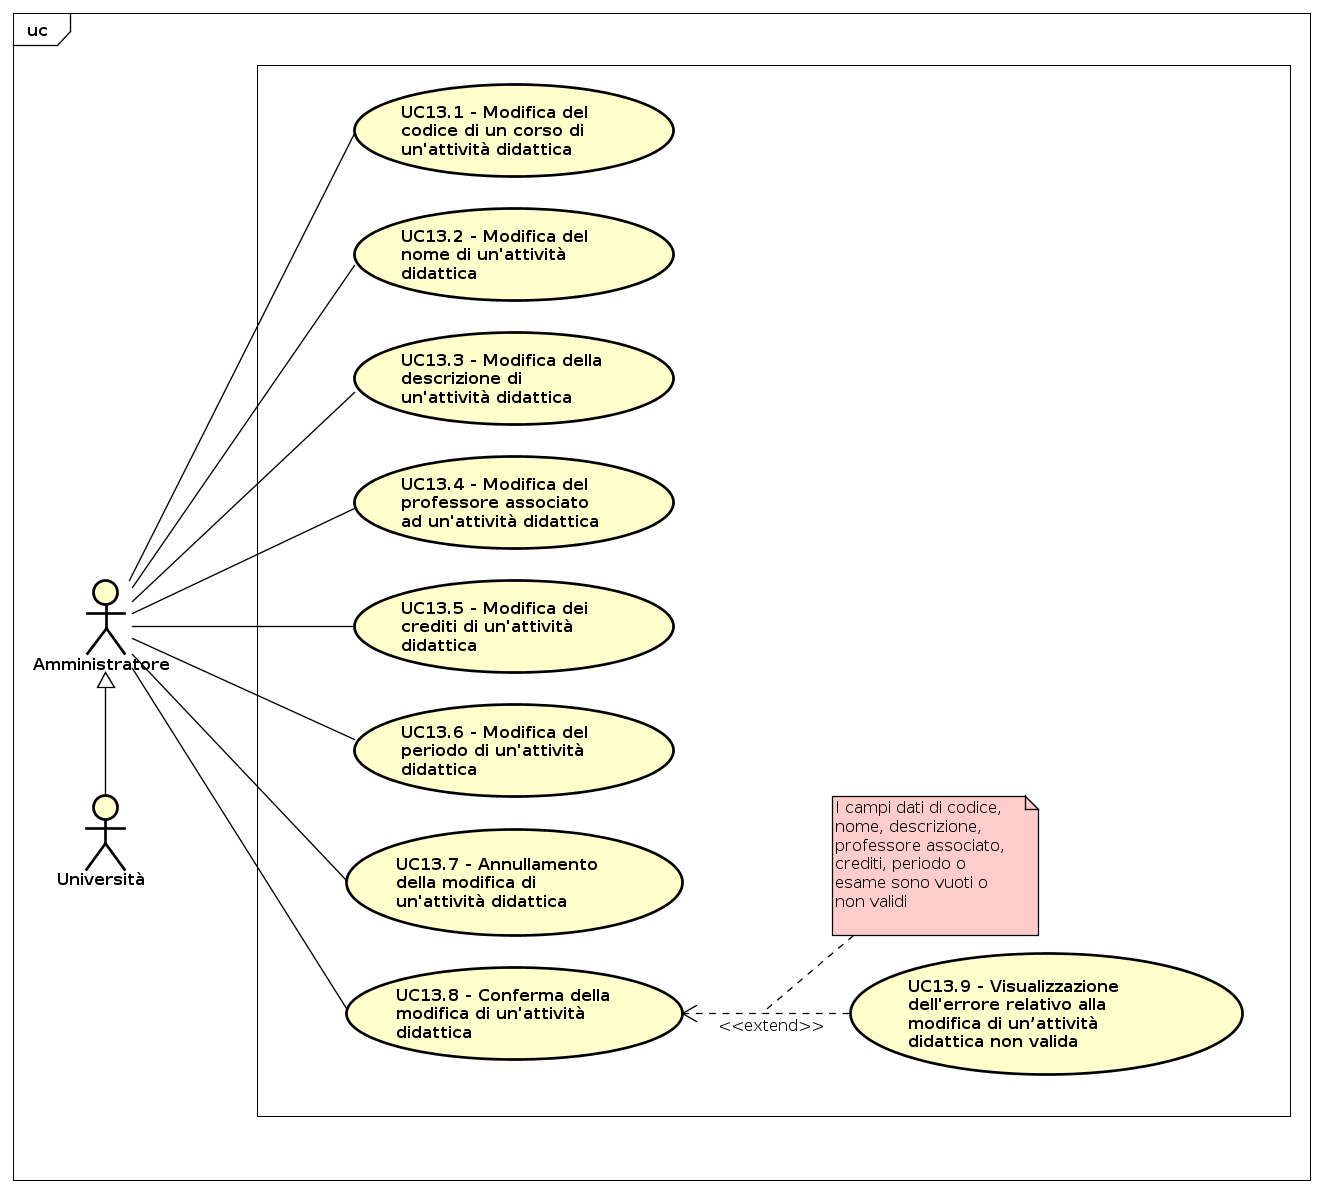 uc
UC13.1 - Modifica del
codice di un corso di
un'attività didattica
UC13.2 - Modifica del
nome di un'attività
didattica
UC13.3 - Modifica della
descrizione di
un'attività didattica
UC13.4 - Modifica del
professore associato
ad un'attività didattica
UC13.5 - Modifica dei
crediti di un'attività
didattica
Amministratore
UC13.6 - Modifica del
periodo di un'attività
didattica
Università
UC13.7 - Annullamento
della modifica di
un'attività didattica
I campi dati di codice,
nome, descrizione,
professore associato,
crediti, periodo o
esame sono vuoti o
non validi
UC13.8 - Conferma della
modifica di un'attività
didattica
<<extend>>
UC13.9 - Visualizzazione
dell'errore relativo alla
modifica di un’attività
didattica non valida